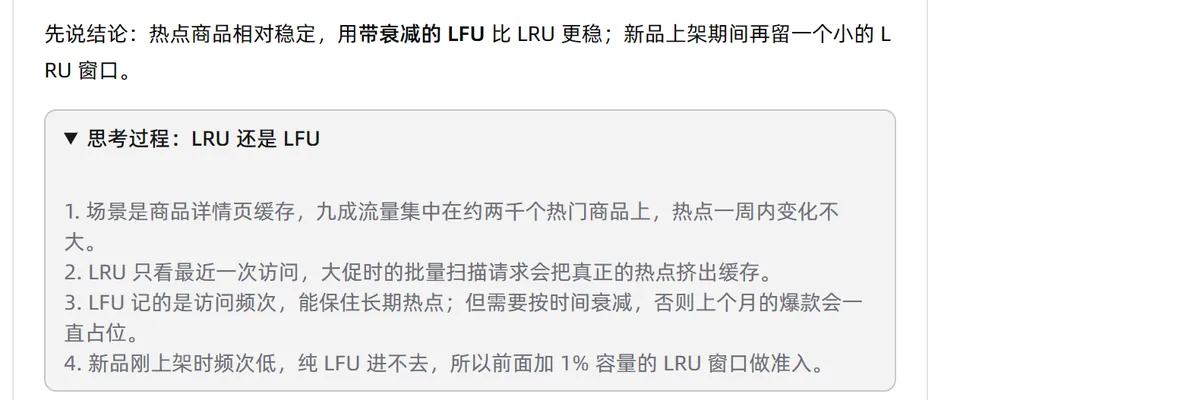 先说结论：热点商品相对稳定，用带衰减的 LFU 比 LRU 更稳；新品上架期间再留一个小的 L
RU 窗口。
▼ 思考过程：LRU 还是 LFU
1. 场景是商品详情页缓存，九成流量集中在约两千个热门商品上，热点一周内变化不
大。
2. LRU 只看最近一次访问，大促时的批量扫描请求会把真正的热点挤出缓存。
3. LFU 记的是访问频次，能保住长期热点；但需要按时间衰减，否则上个月的爆款会一
直占位。
4. 新品刚上架时频次低，纯 LFU 进不去，所以前面加 1% 容量的 LRU 窗口做准入。